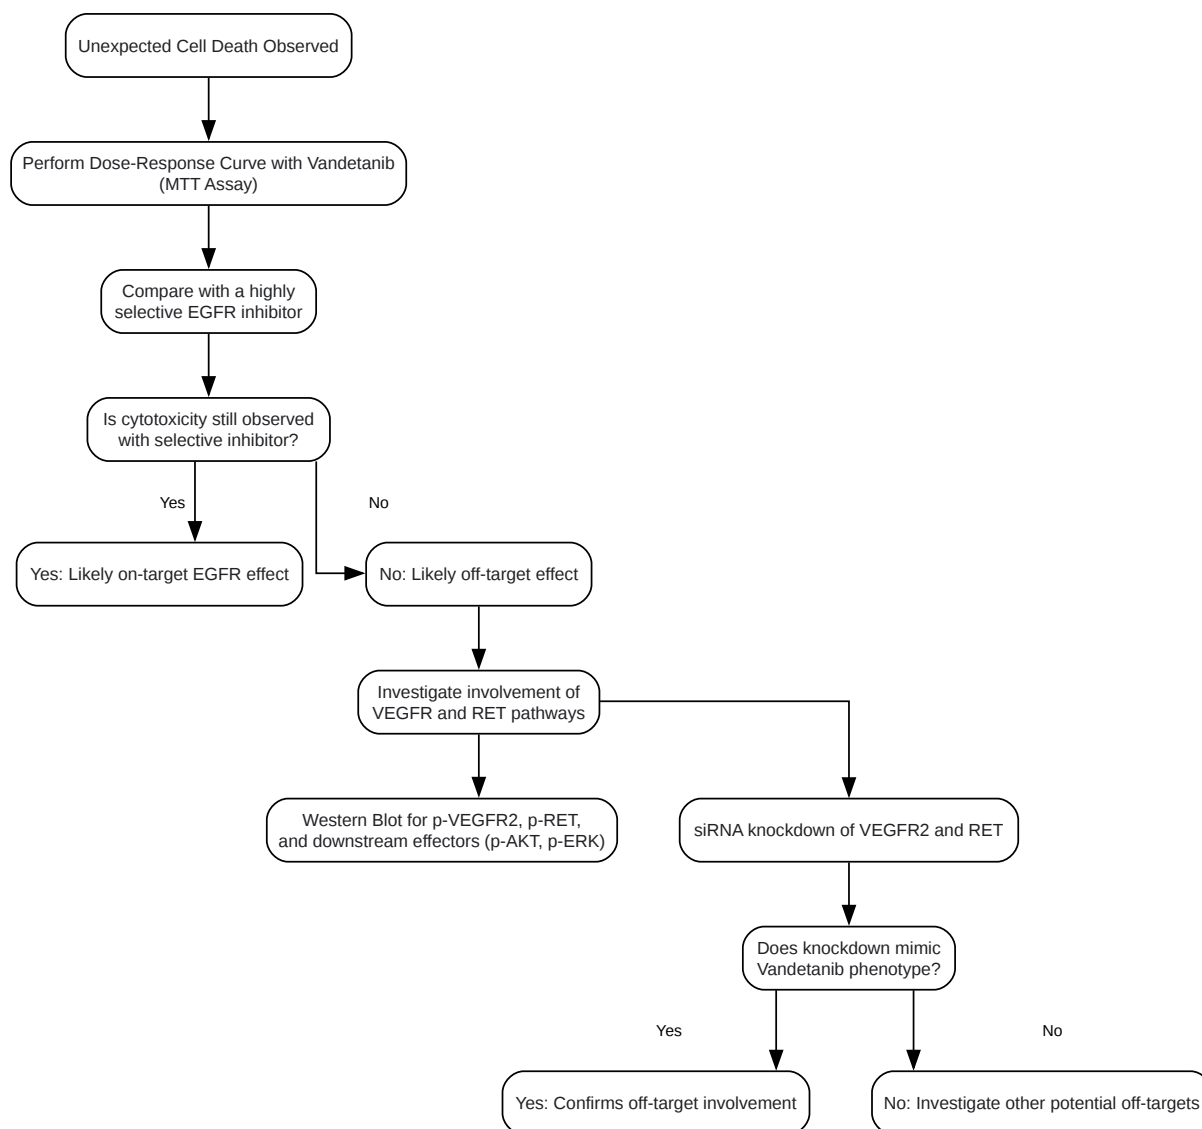 Unexpected Cell Death Observed
Perform Dose-Response Curve with Vandetanib
(MTT Assay)
Compare with a highly
selective EGFR inhibitor
Is cytotoxicity still observed
with selective inhibitor?
Yes
No
Yes: Likely on-target EGFR effect
No: Likely off-target effect
Investigate involvement of
VEGFR and RET pathways
Western Blot for p-VEGFR2, p-RET,
and downstream effectors (p-AKT, p-ERK)
siRNA knockdown of VEGFR2 and RET
Does knockdown mimic
Vandetanib phenotype?
Yes
No
Yes: Confirms off-target involvement
No: Investigate other potential off-targets